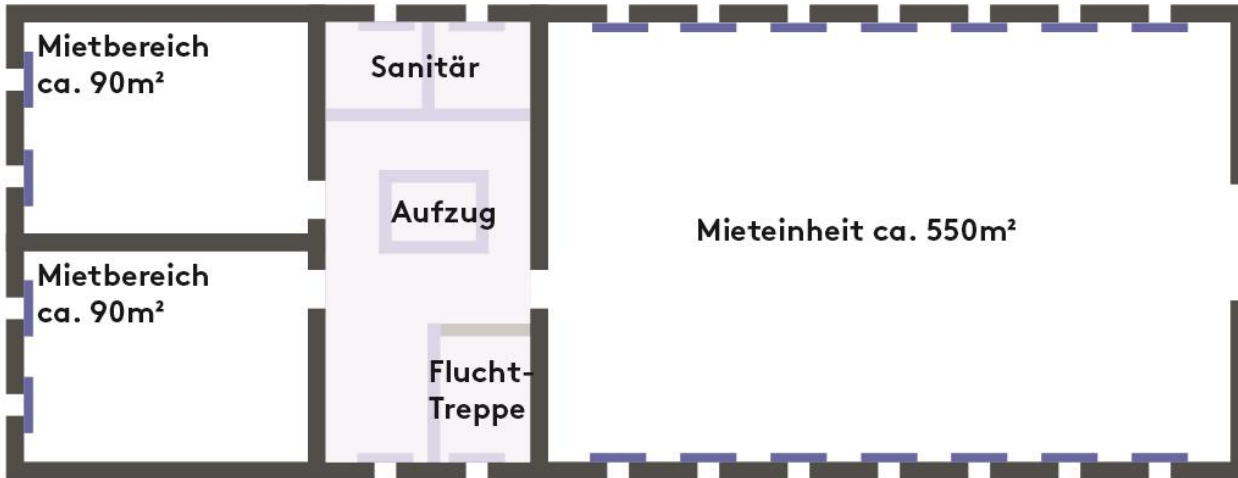 Mietbereich
ca. 90m²
Sanitär
Aufzug
Mieteinheit ca. 550m²
Mietbereich
ca. 90m²
Flucht-
Treppe